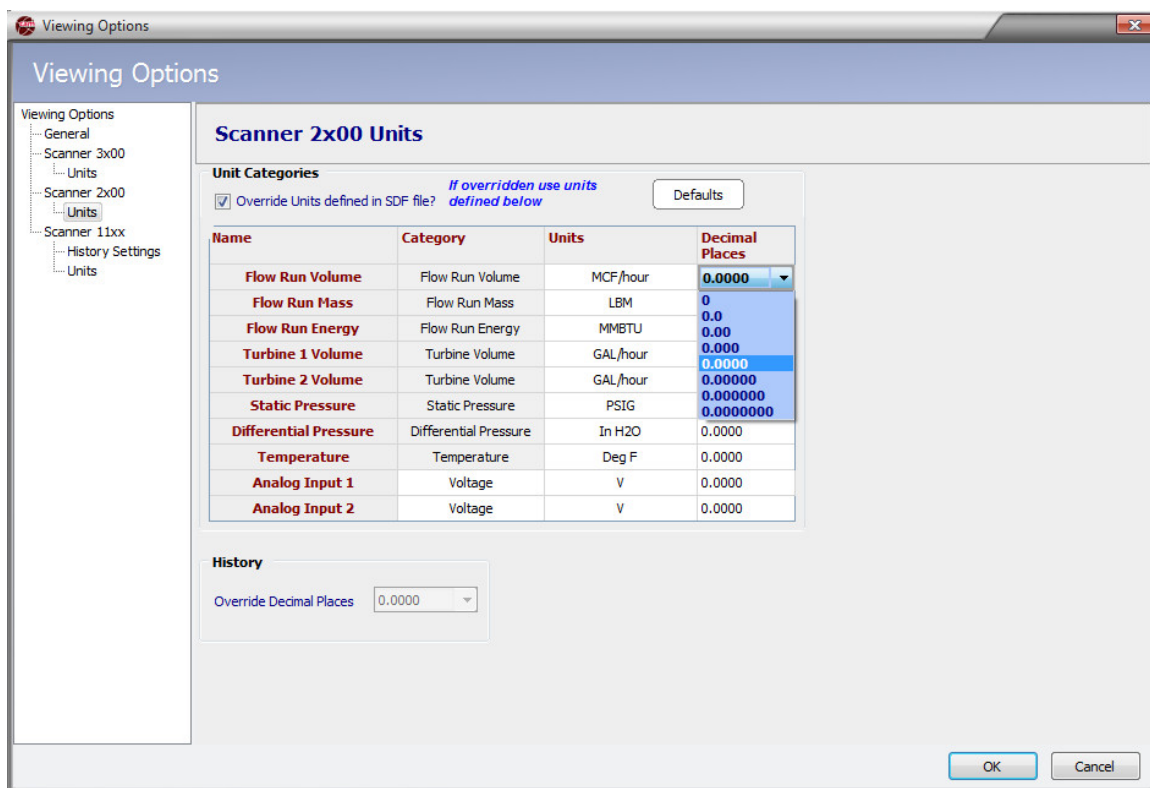 Viewing Options
Viewing Options
Viewing Options
General
Scanner 3x00
Units
Scanner 2x00
Units
Scanner 11xx
History Settings
Units
Scanner 2x00 Units
Unit Categories
Override Units defined in SDF file?
If overridden use units
defined below
Defaults
Name Category Units Decimal
Places
Flow Run Volume Flow Run Volume MCF/hour 0.0000
Flow Run Mass Flow Run Mass LBM
Flow Run Energy Flow Run Energy MMBTU
Turbine 1 Volume Turbine Volume GAL/hour
Turbine 2 Volume Turbine Volume GAL/hour
Static Pressure Static Pressure PSIG
0
0.0
0.00
0.000
0.0000
0.00000
0.000000
0.0000000
Differential Pressure Differential Pressure In H2O 0.0000
Temperature Temperature Deg F 0.0000
Analog Input 1 Voltage V 0.0000
Analog Input 2 Voltage V 0.0000
History
Override Decimal Places 0.0000
OK Cancel